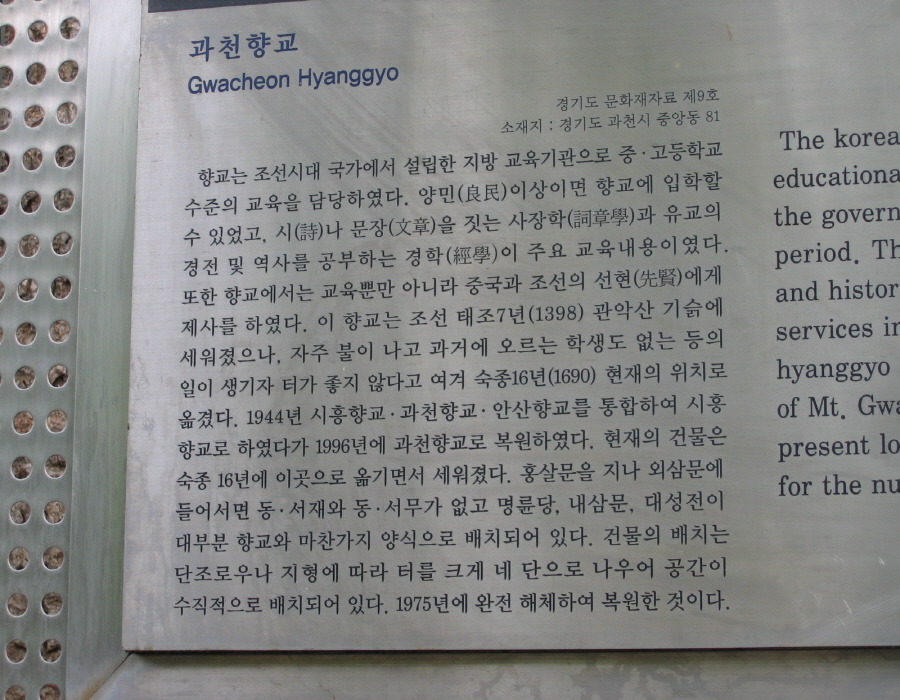 과천향교
Gwacheon Hyanggyo
경기도 문화재자료 제9호
소재지 : 경기도 과천시 중앙동 81
향교는 조선시대 국가에서 설립한 지방 교육기관으로 중·고등학교
수준의 교육을 담당하였다. 양민(良民)이상이면 향교에 입학할
수 있었고, 시(詩)나 문장(文章)을 짓는 사장학(詞章學)과 유교의
경전 및 역사를 공부하는 경학(經學)이 주요 교육내용이였다.
또한 향교에서는 교육뿐만 아니라 중국과 조선의 선현(先賢)에게
제사를 하였다. 이 향교는 조선 태조7년(1398) 관악산 기슭에
세워졌으나, 자주 불이 나고 과거에 오르는 학생도 없는 등의
일이 생기자 터가 좋지 않다고 여겨 숙종16년(1690) 현재의 위치로
옮겼다. 1944년 시흥향교·과천향교·안산향교를 통합하여 시흥
향교로 하였다가 1996년에 과천향교로 복원하였다. 현재의 건물은
숙종 16년에 이곳으로 옮기면서 세워졌다. 홍살문을 지나 외삼문에
들어서면 동·서재와 동·서무가 없고 명륜당, 내삼문, 대성전이
대부분 향교와 마찬가지 양식으로 배치되어 있다. 건물의 배치는
단조로우나 지형에 따라 터를 크게 네 단으로 나누어 공간이
수직적으로 배치되어 있다. 1975년에 완전 해체하여 복원한 것이다.
The korea
educationa
the govern
period. Th
and histor
services in
hyanggyo
of Mt. Gwa
present lo
for the nu